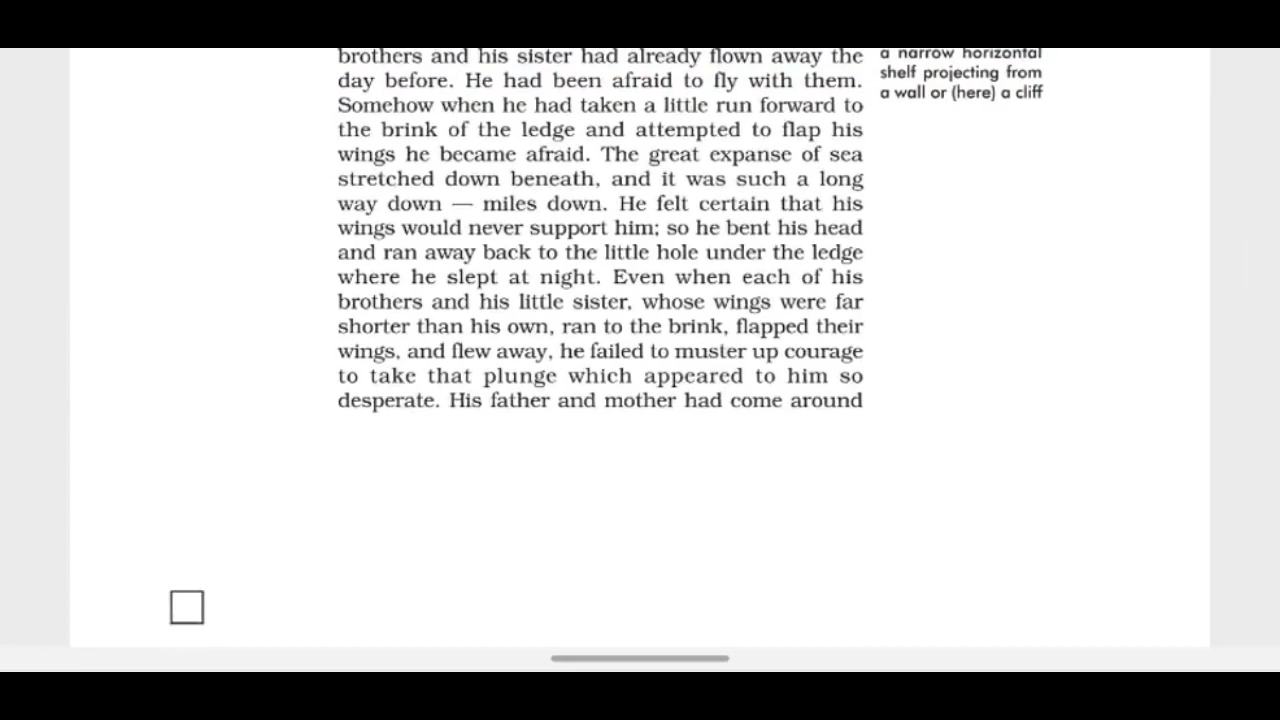 brothers and his sister had already flown away the
day before. He had been afraid to fly with them.
Somehow when he had taken a little run forward to
the brink of the ledge and attempted to flap his
wings he became afraid. The great expanse of sea
stretched down beneath, and it was such a long
way down — miles down. He felt certain that his
wings would never support him; so he bent his head
and ran away back to the little hole under the ledge
where he slept at night. Even when each of his
brothers and his little sister, whose wings were far
shorter than his own, ran to the brink, flapped their
wings, and flew away, he failed to muster up courage
to take that plunge which appeared to him so
desperate. His father and mother had come around
a narrow horizontal
shelf projecting from
a wall or (here) a cliff